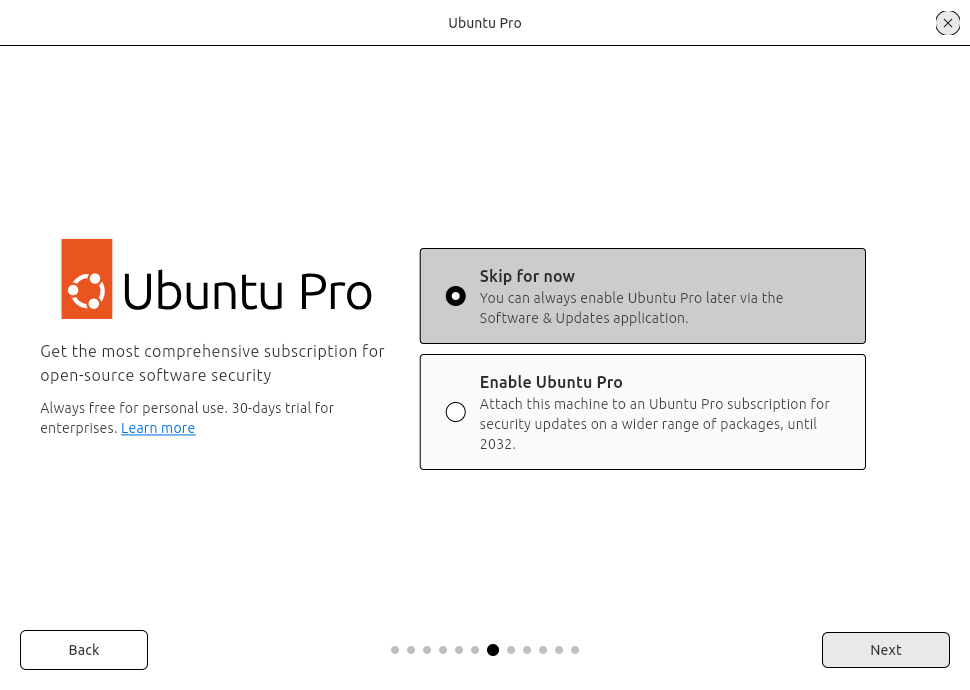 Ubuntu Pro
Ubuntu Pro
Get the most comprehensive subscription for
open-source software security
Always free for personal use. 30-days trial for
enterprises. Learn more
Skip for now
You can always enable Ubuntu Pro later via the
Software & Updates application.
Enable Ubuntu Pro
Attach this machine to an Ubuntu Pro subscription for
security updates on a wider range of packages, until
2032.
Back
Next